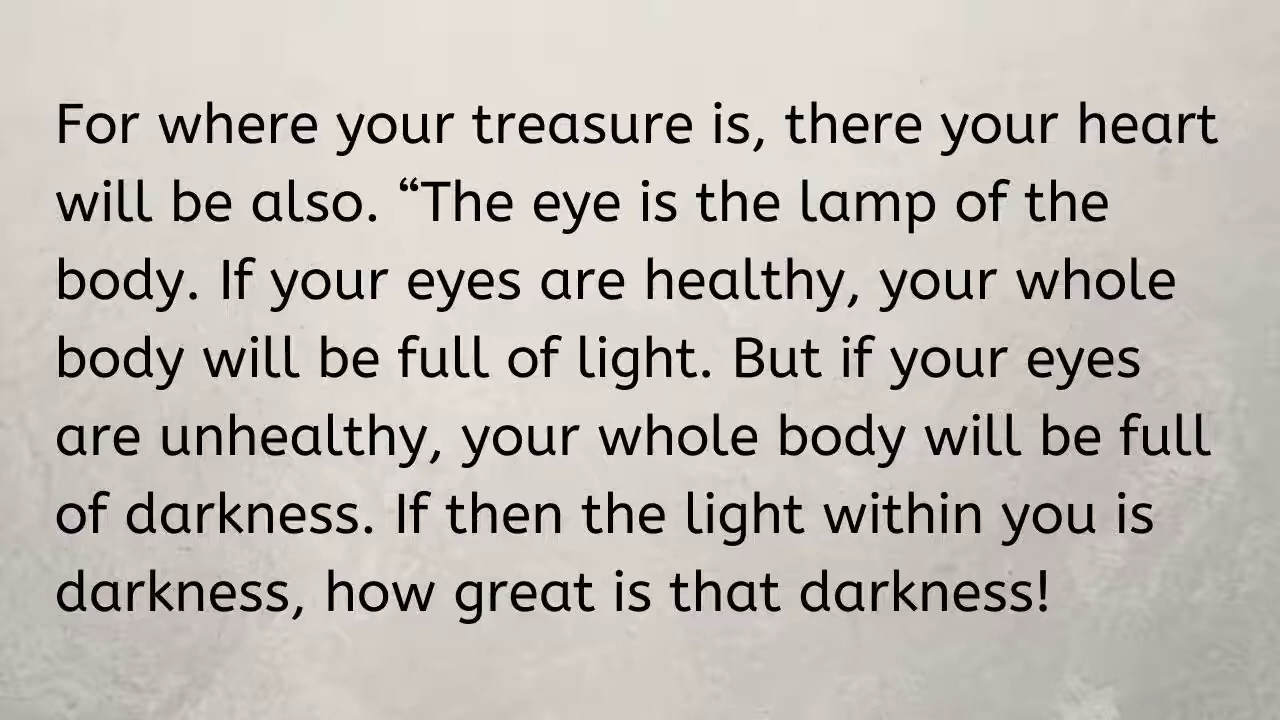 For where your treasure is, there your heart
will be also. “The eye is the lamp of the
body. If your eyes are healthy, your whole
body will be full of light. But if your eyes
are unhealthy, your whole body will be full
of darkness. If then the light within you is
darkness, how great is that darkness!